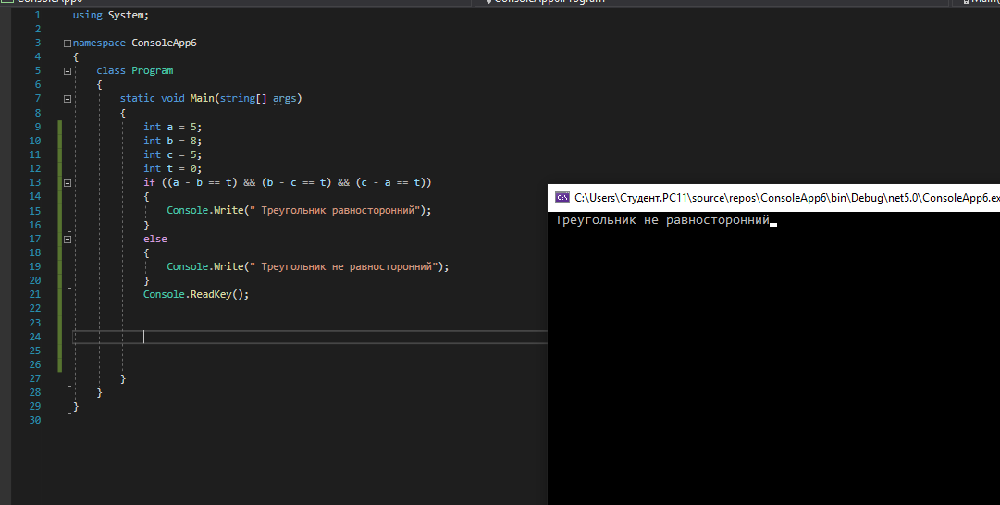 1 using System;
2
3 namespace ConsoleApp6
4 {
5 class Program
6 {
7 static void Main(string[] args)
8 {
9 int a = 5;
10 int b = 8;
11 int c = 5;
12 int t = 0;
13 if ((a - b == t) && (b - c == t) && (c - a == t))
14 {
15 Console.Write(" Треугольник равносторонний");
16 }
17 else
18 {
19 Console.Write(" Треугольник не равносторонний");
20 }
21 Console.ReadKey();
22
23
24
25
26
27 }
28 }
29 }
30
C:\Users\Студент.PC11\source\repos\ConsoleApp6\bin\Debug\net5.0\ConsoleApp6.ex
Треугольник не равносторонний